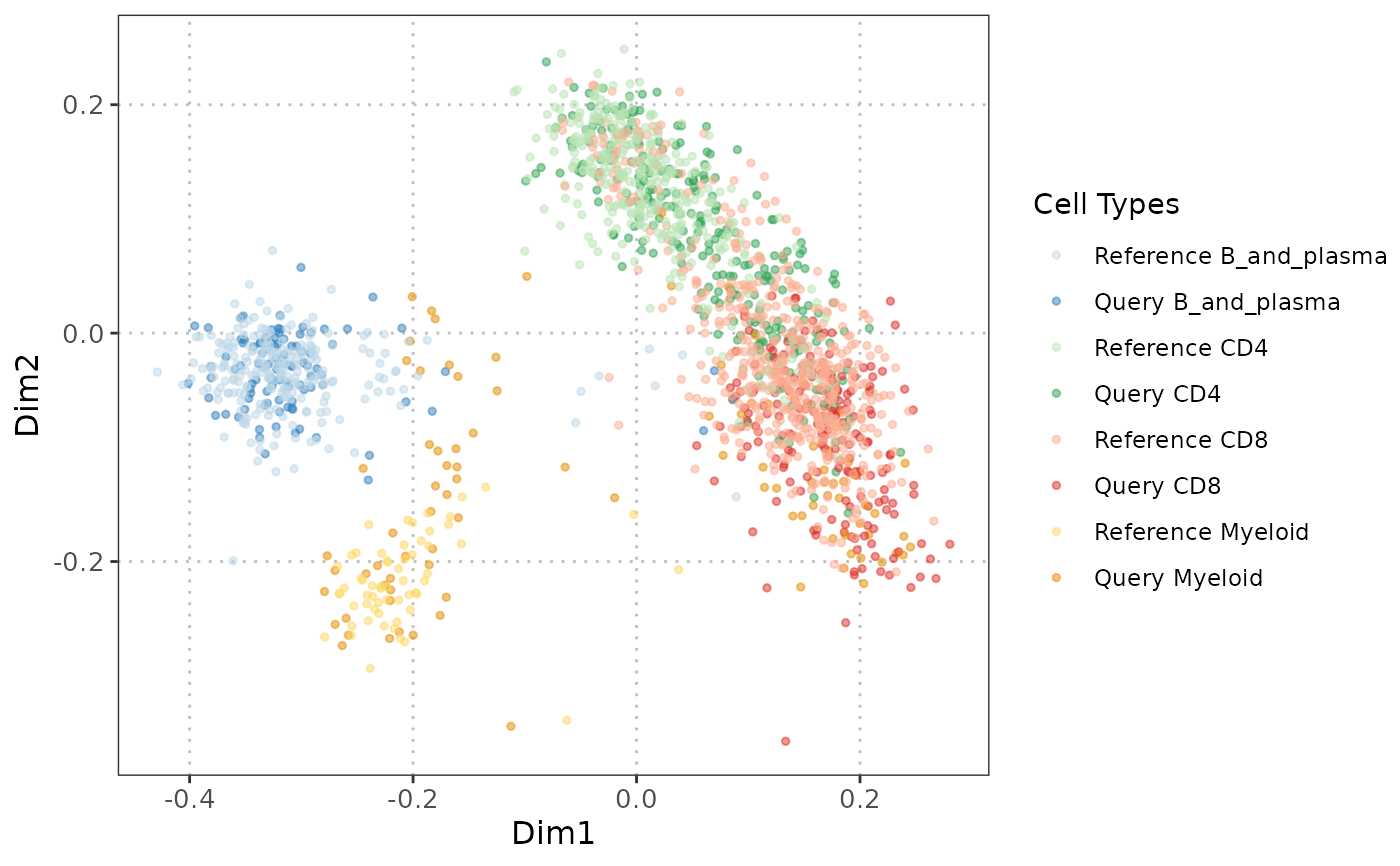 0.2
0.0
-0.2
Dim2
-0.4
-0.2
0.0
0.2
Dim1
Cell Types
Reference B_and_plasma
Query B_and_plasma
Reference CD4
Query CD4
Reference CD8
Query CD8
Reference Myeloid
Query Myeloid